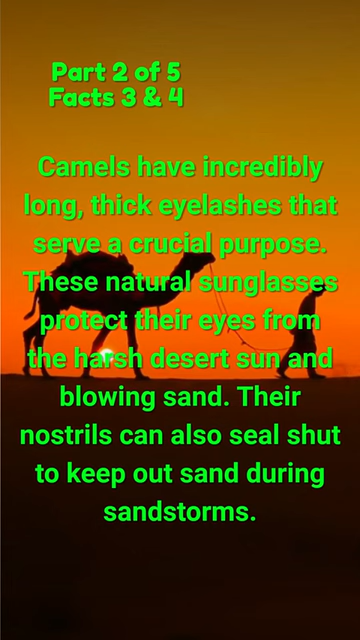 Part 2 of 5
Facts 3 & 4
Camels have incredibly
long, thick eyelashes that
serve a crucial purpose.
These natural sunglasses
protect their eyes from
the harsh desert sun and
blowing sand. Their
nostrils can also seal shut
to keep out sand during
sandstorms.